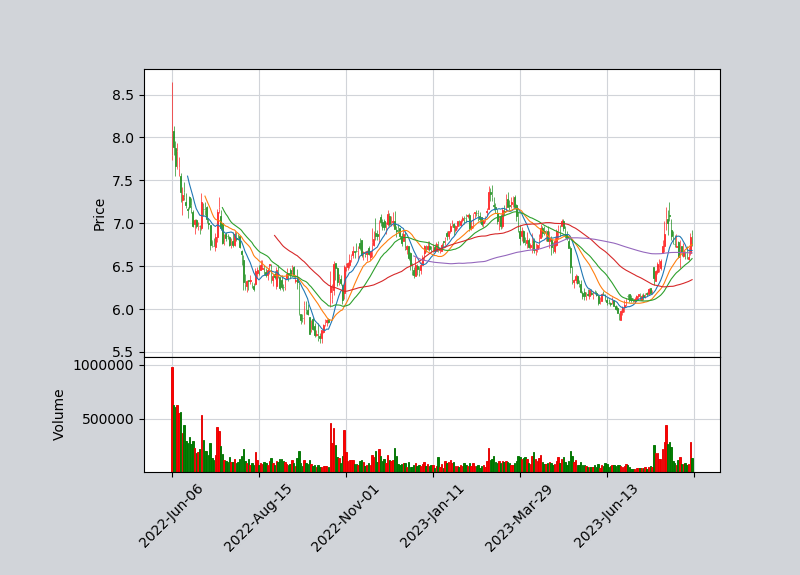 8.5
8.0
7.5
7.0
6.5
6.0
5.5
Price
1000000
500000
Volume
2022-Jun-06
2022-Aug-15
2022-Nov-01
2023-Jan-11
2023-Mar-29
2023-Jun-13